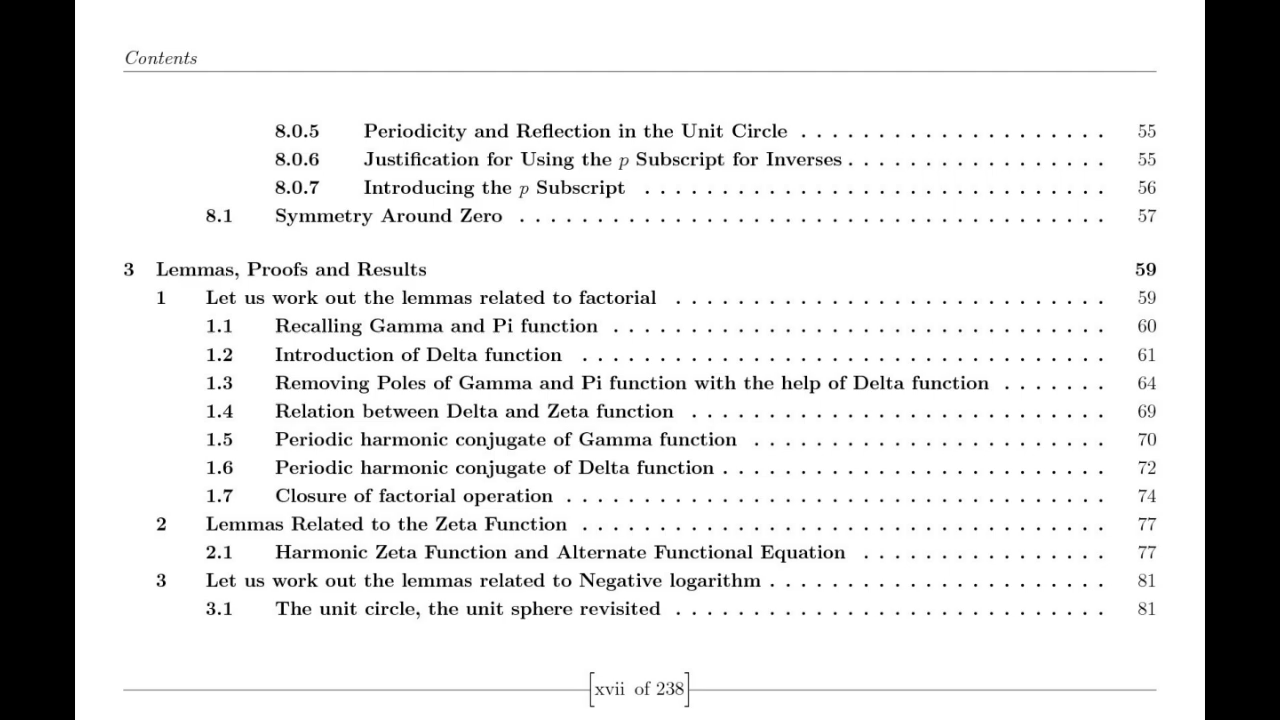 Contents
8.0.5 Periodicity and Reflection in the Unit Circle . . . . . . . . . . . . . . . . . . . . 55
8.0.6 Justification for Using the p Subscript for Inverses . . . . . . . . . . . . . . . . . 55
8.0.7 Introducing the p Subscript . . . . . . . . . . . . . . . . . . . . . . . . . . . . . . 56
8.1 Symmetry Around Zero . . . . . . . . . . . . . . . . . . . . . . . . . . . . . . . . . . . . . . 57
3 Lemmas, Proofs and Results 59
1 Let us work out the lemmas related to factorial . . . . . . . . . . . . . . . . . . . . . . . . . . . . 59
1.1 Recalling Gamma and Pi function . . . . . . . . . . . . . . . . . . . . . . . . . . . . . . . . 60
1.2 Introduction of Delta function . . . . . . . . . . . . . . . . . . . . . . . . . . . . . . . . . . 61
1.3 Removing Poles of Gamma and Pi function with the help of Delta function . . . . . . . 64
1.4 Relation between Delta and Zeta function . . . . . . . . . . . . . . . . . . . . . . . . . . . 69
1.5 Periodic harmonic conjugate of Gamma function . . . . . . . . . . . . . . . . . . . . . . . 70
1.6 Periodic harmonic conjugate of Delta function . . . . . . . . . . . . . . . . . . . . . . . . . 72
1.7 Closure of factorial operation . . . . . . . . . . . . . . . . . . . . . . . . . . . . . . . . . . . 74
2 Lemmas Related to the Zeta Function . . . . . . . . . . . . . . . . . . . . . . . . . . . . . . . . . . 77
2.1 Harmonic Zeta Function and Alternate Functional Equation . . . . . . . . . . . . . . . . 77
3 Let us work out the lemmas related to Negative logarithm . . . . . . . . . . . . . . . . . . . . . . 81
3.1 The unit circle, the unit sphere revisited . . . . . . . . . . . . . . . . . . . . . . . . . . . . 81
[xvii of 238]